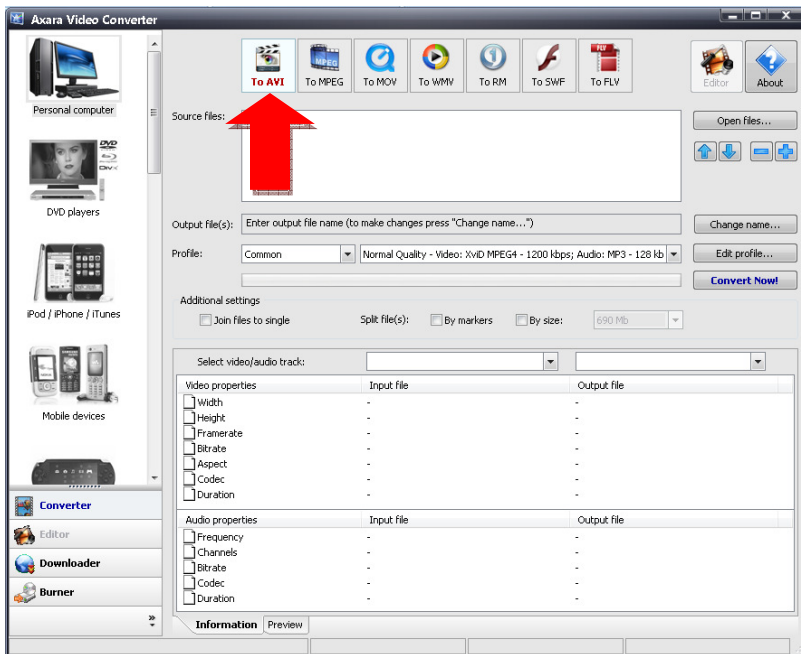 Axara Video Converter
Personal computer
DVD players
iPod / iPhone / iTunes
Mobile devices
Converter
Editor
Downloader
Burner
To AVI
MPEG
To MPEG
To MOV
To WMV
To RM
To SWF
FLV
To FLV
Editor
About
Source files:
Open files...
Output file(s): Enter output file name (to make changes press "Change name...") Change name...
Profile: Common Normal Quality - Video: XviD MPEG4 - 1200 kbps; Audio: MP3 - 128 kb Edit profile...
Convert Now!
Additional settings
Join files to single Split file(s): By markers By size: 690 Mb
Select video/audio track:
Video properties Input file Output file
Width - -
Height - -
Framerate - -
Bitrate - -
Aspect - -
Codec - -
Duration - -
Audio properties Input file Output file
Frequency - -
Channels - -
Bitrate - -
Codec - -
Duration - -
Information Preview